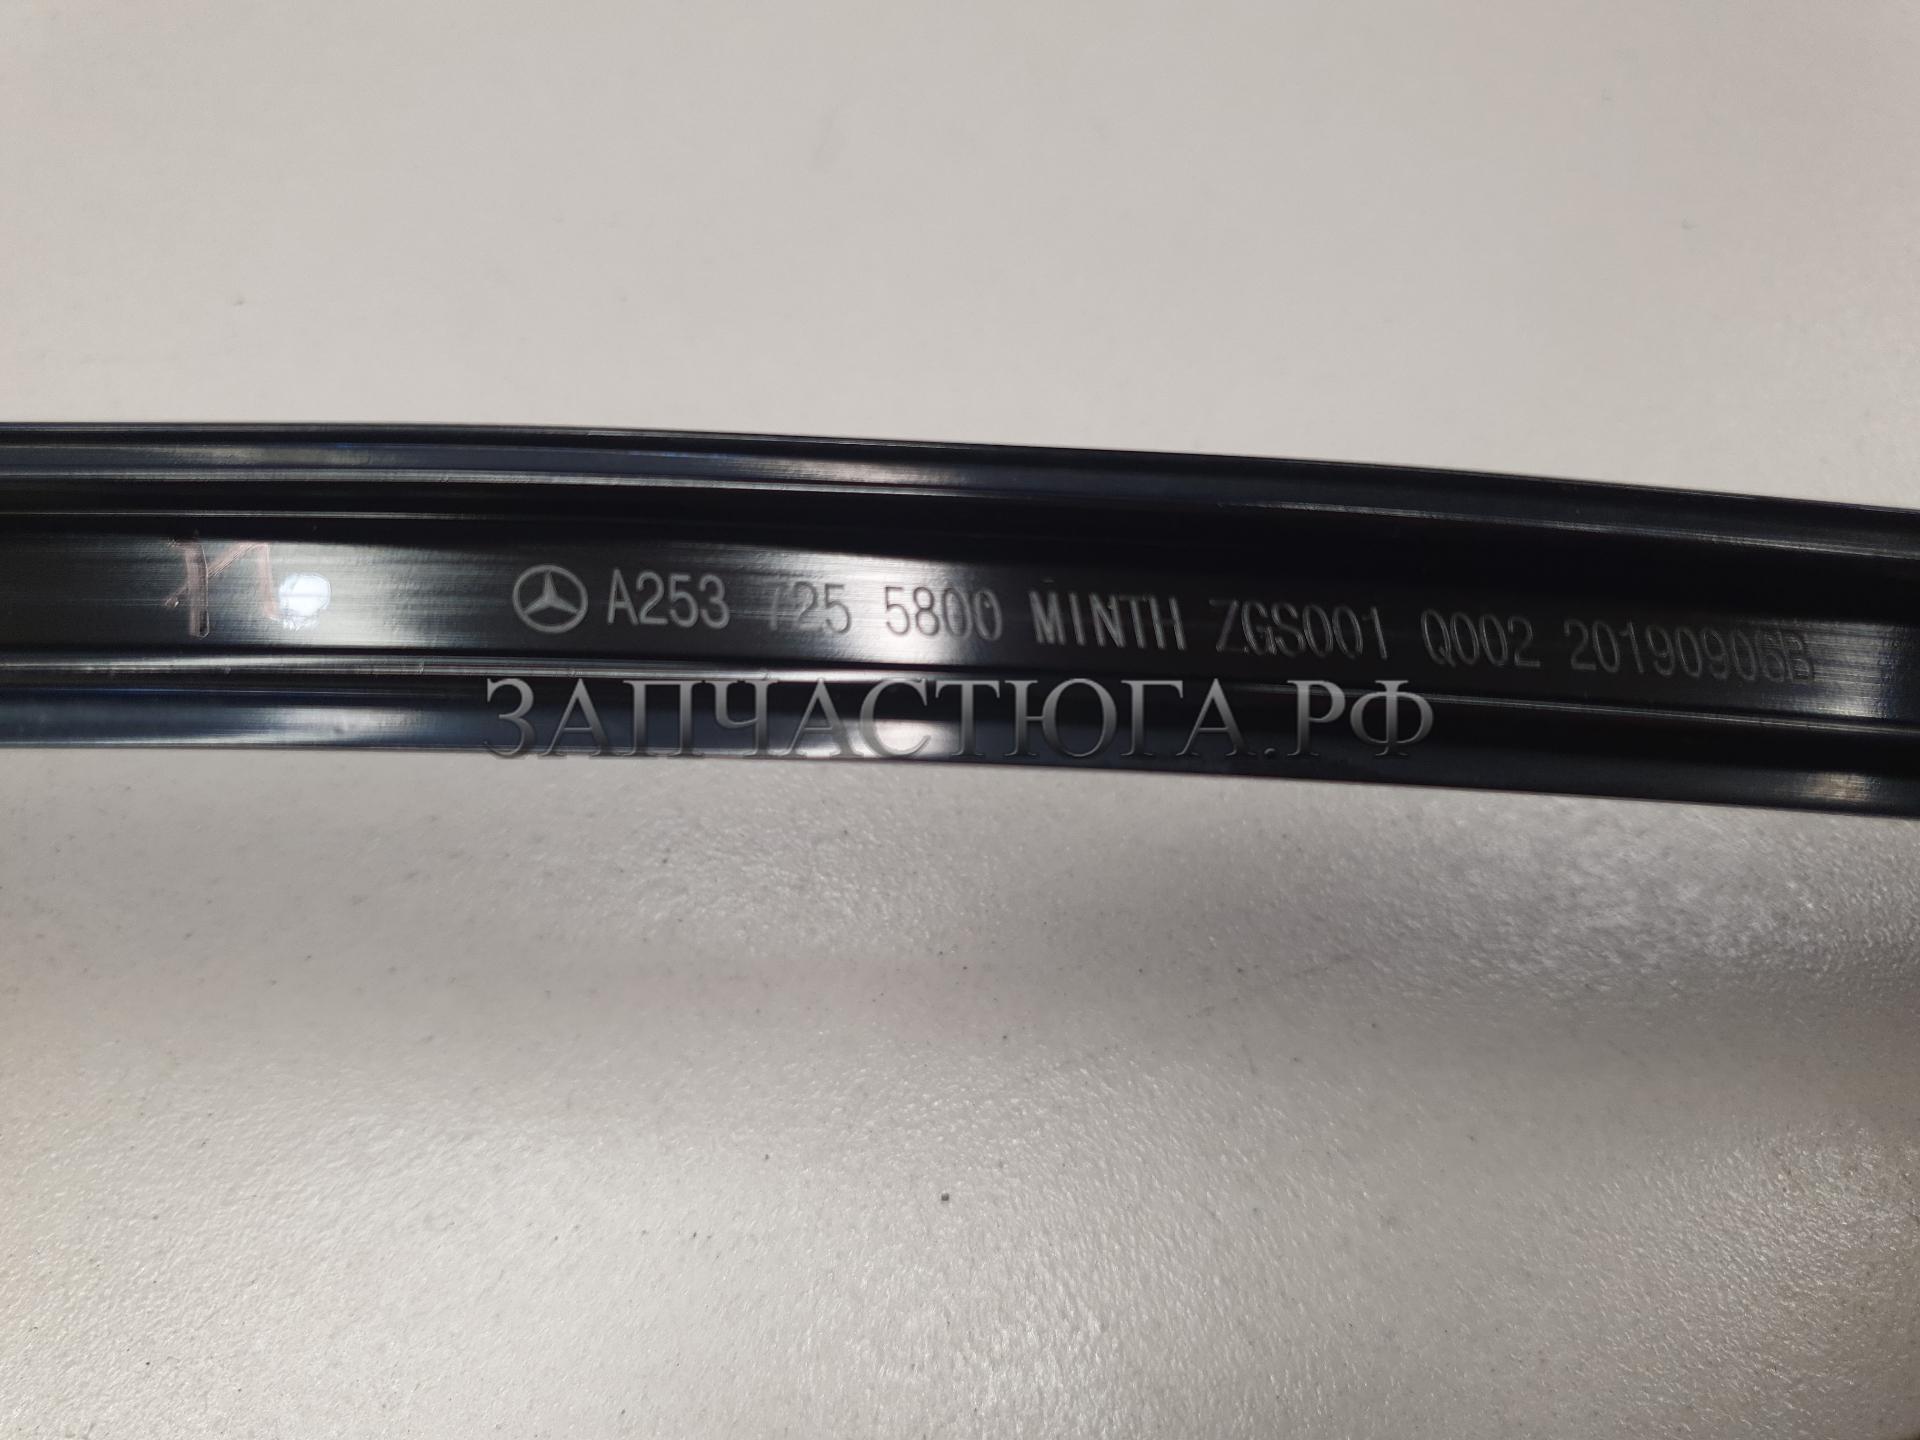 A253 725 5800 MINTH ZGS001 Q002 20190906B
ЗАПЧАСТЮГА.РФ